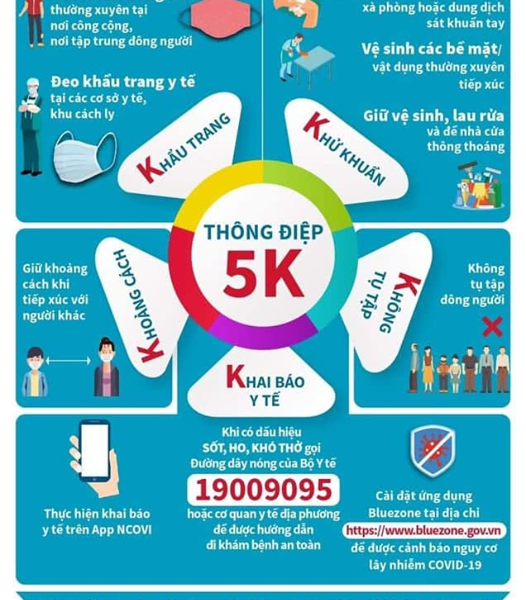 thường xuyên tại
nơi công cộng,
nơi tập trung đông người
Đeo khẩu trang y tế
tại các cơ sở y tế,
khu cách ly
xà phòng hoặc dung dịch
sát khuẩn tay
Vệ sinh các bề mặt/
vật dụng thường xuyên
tiếp xúc
Giữ vệ sinh, lau rửa
và để nhà cửa
thông thoáng
KHẨU TRANG
KHỬ KHUẨN
THÔNG ĐIỆP
5K
KHOẢNG CÁCH
Giữ khoảng
cách khi
tiếp xúc với
người khác
KHÔNG
TỤ TẬP
Không
tụ tập
đông người
KHAI BÁO
Y TẾ
Thực hiện khai báo
y tế trên App NCOVI
Khi có dấu hiệu
SỐT, HO, KHÓ THỞ gọi
Đường dây nóng của Bộ Y tế
19009095
hoặc cơ quan y tế địa phương
để được hướng dẫn
đi khám bệnh an toàn
Cài đặt ứng dụng
Bluezone tại địa chỉ
https://www.bluezone.gov.vn
để được cảnh báo nguy cơ
lây nhiễm COVID-19